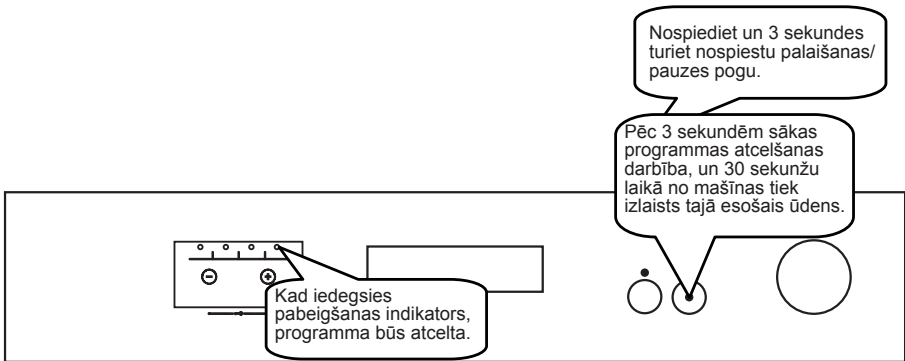 Nospiediet un 3 sekundes
turiet nospiestu palaišanas/
pauzes pogu.
Pēc 3 sekundēm sākas
programmas atcelšanas
darbība, un 30 sekunžu
laikā no mašīnas tiek
izlaists tajā esošais ūdens.
Kad iedegsies
pabeigšanas indikators,
programma būs atcelta.